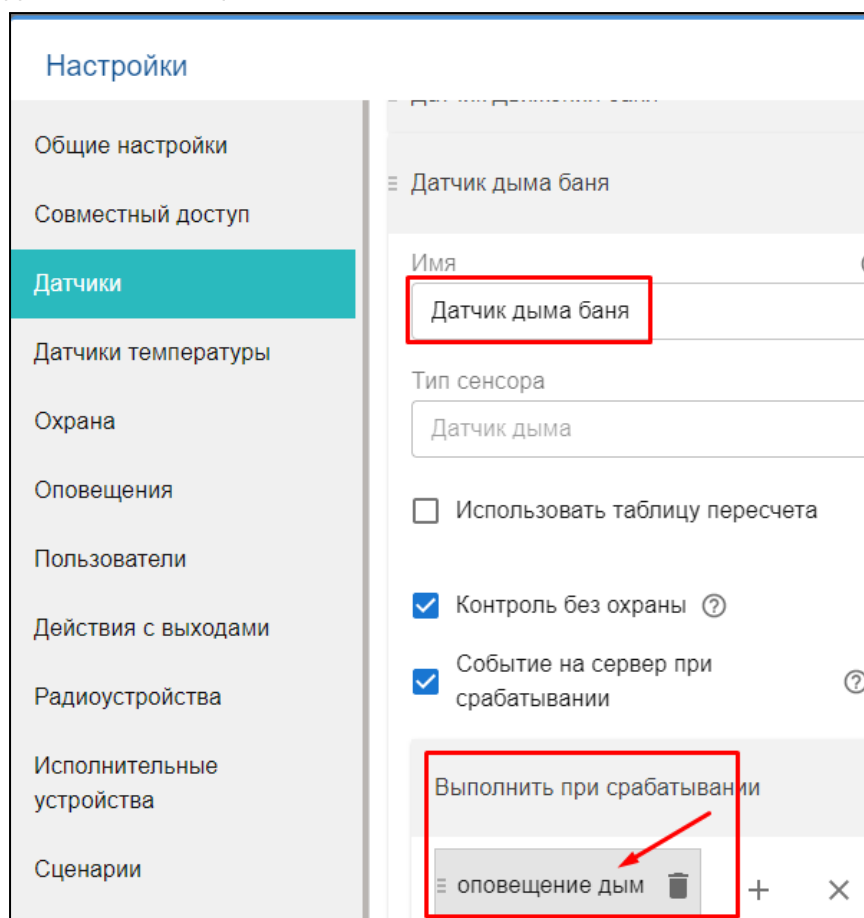 Настройки
Общие настройки
Совместный доступ
Датчики
Датчики температуры
Охрана
Оповещения
Пользователи
Действия с выходами
Радиоустройства
Исполнительные
устройства
Сценарии
Датчик дыма баня
Имя
Датчик дыма баня
Тип сенсора
Датчик дыма
Использовать таблицу пересчета
Контроль без охраны
Событие на сервер при
срабатывании
Выполнить при срабатывании
оповещение дым